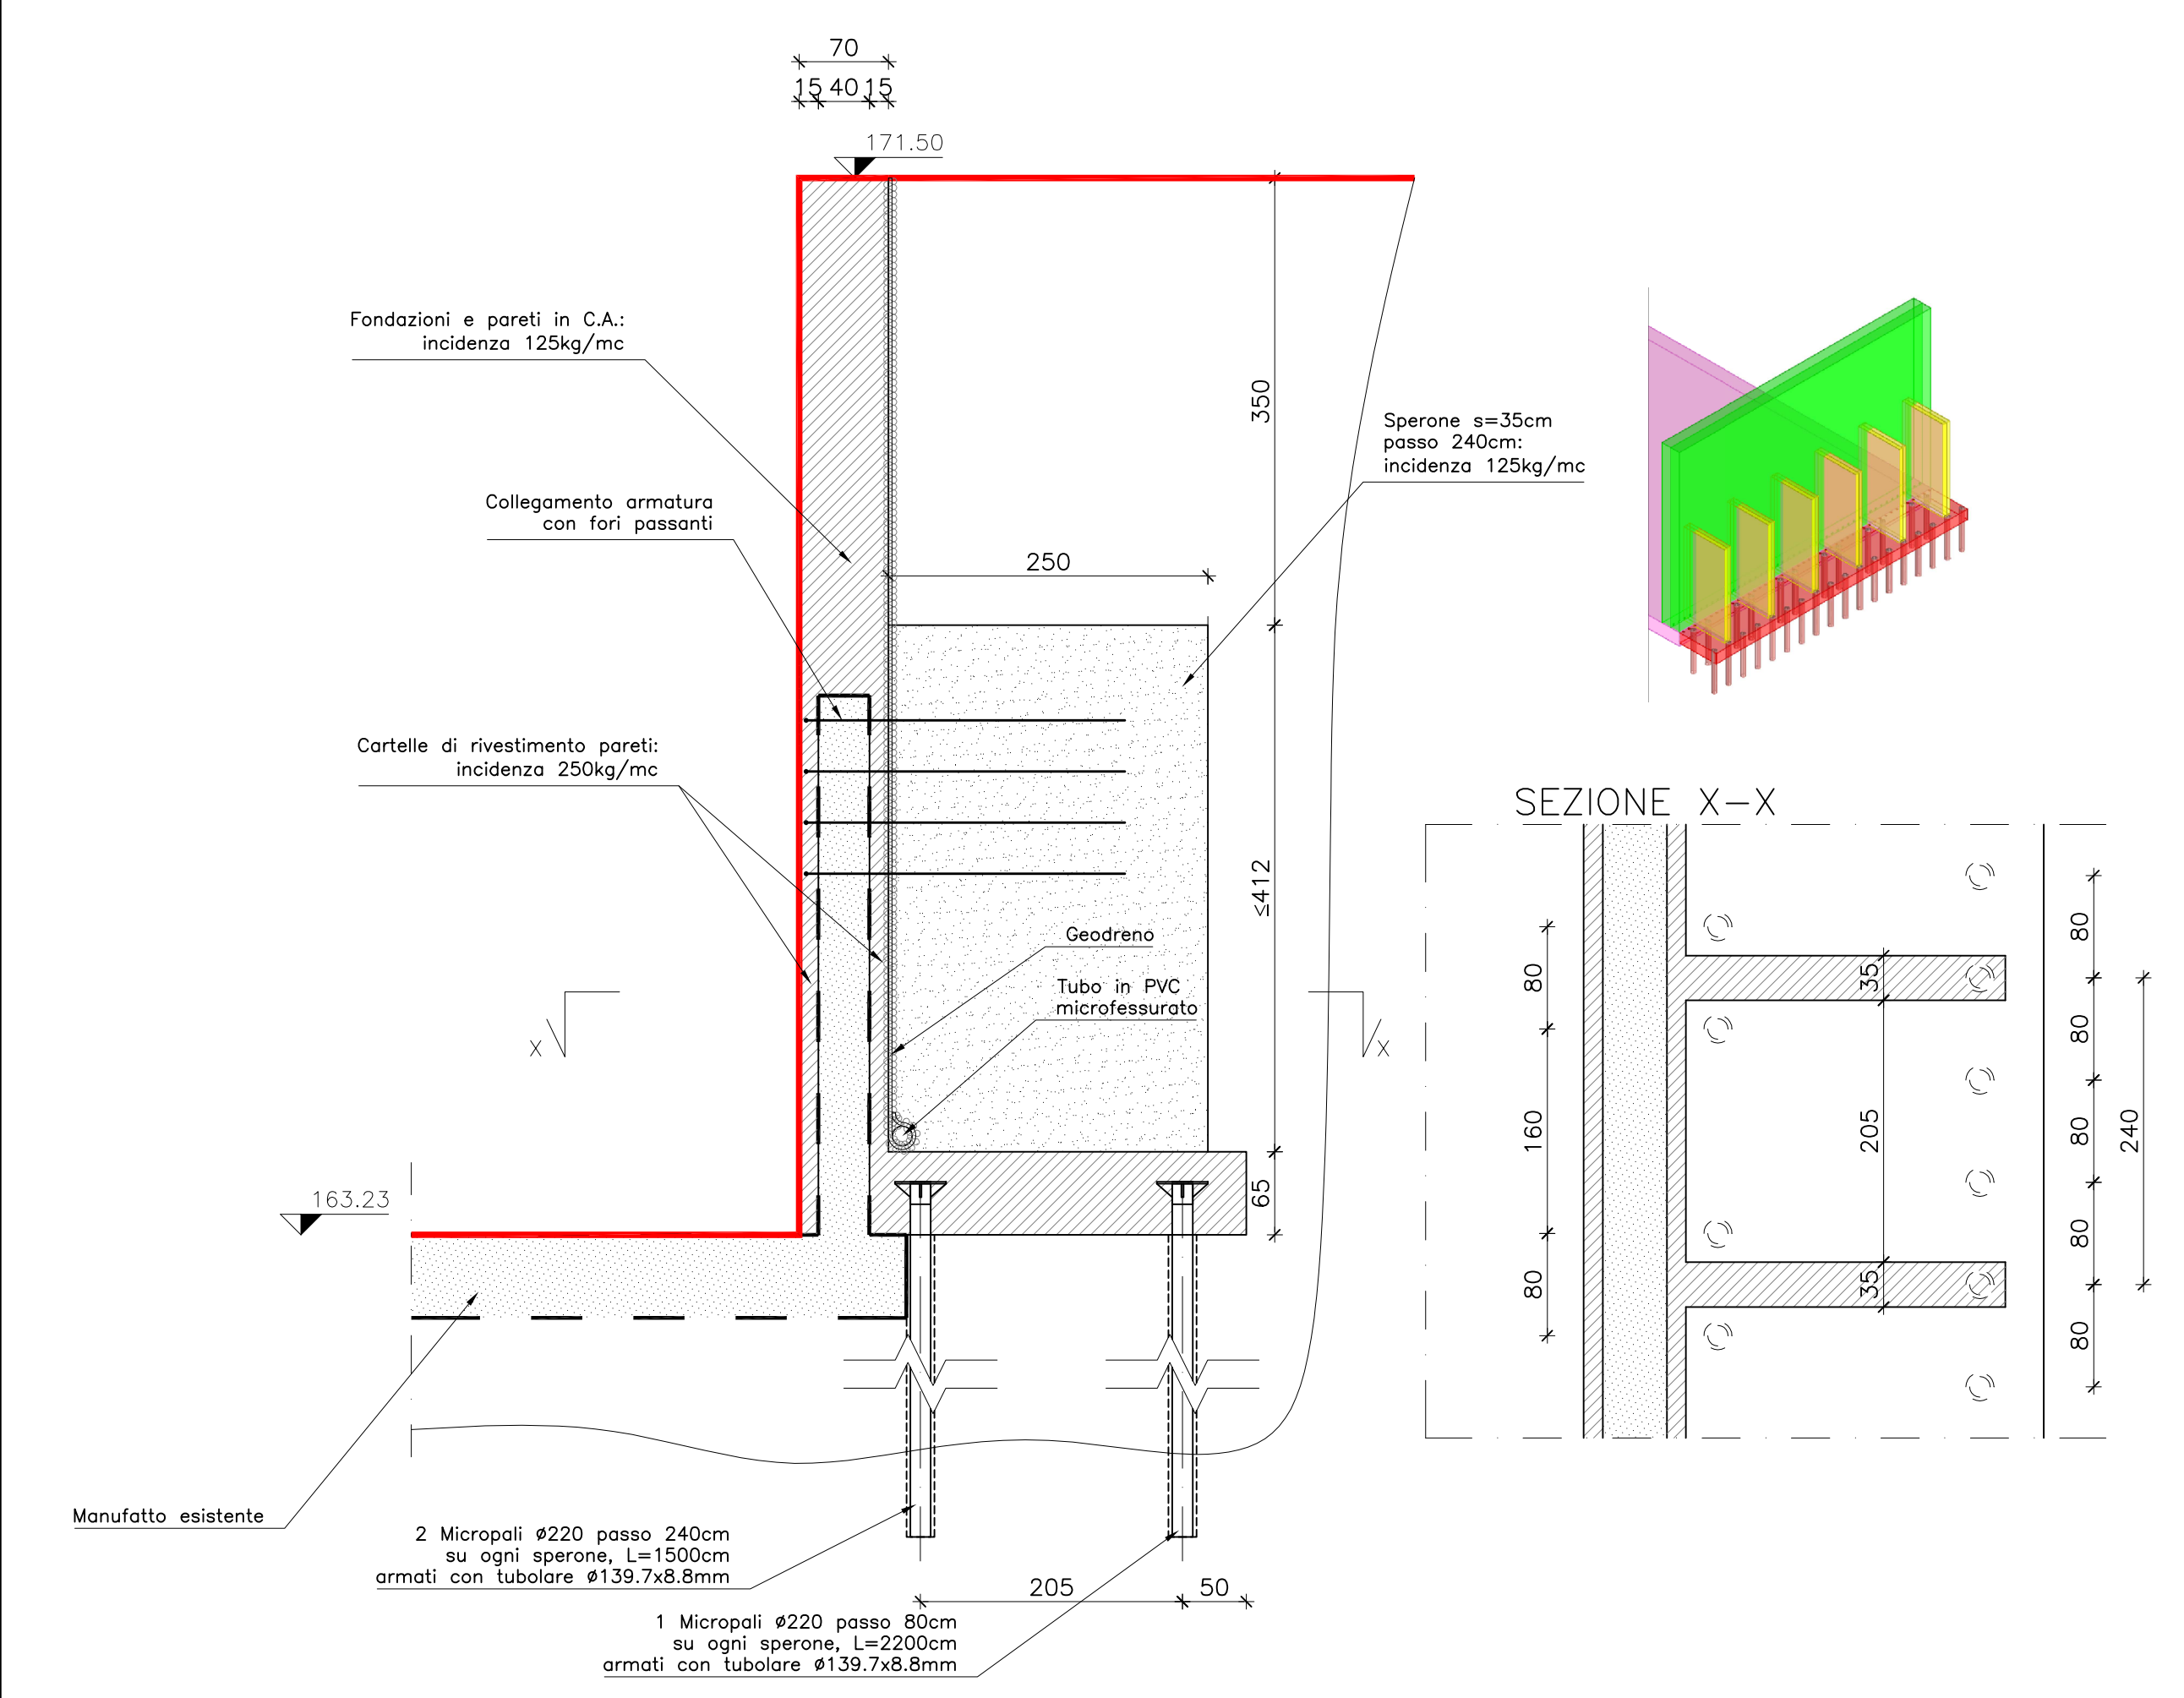 70
15 40 15
171.50
Fondazioni e pareti in C.A.:
incidenza 125kg/mc
350
Sperone s=35cm
passo 240cm:
incidenza 125kg/mc
Collegamento armatura
con fori passanti
250
Cartelle di rivestimento pareti:
incidenza 250kg/mc
≤412
Geodreno
Tubo in PVC
microfessurato
X
X
65
163.23
Manufatto esistente
2 Micropali ø220 passo 240cm
su ogni sperone, L=1500cm
armati con tubolare ø139.7x8.8mm
205
50
1 Micropali ø220 passo 80cm
su ogni sperone, L=2200cm
armati con tubolare ø139.7x8.8mm
SEZIONE X-X
80
160
80
35
205
35
80
80
80
80
80
240